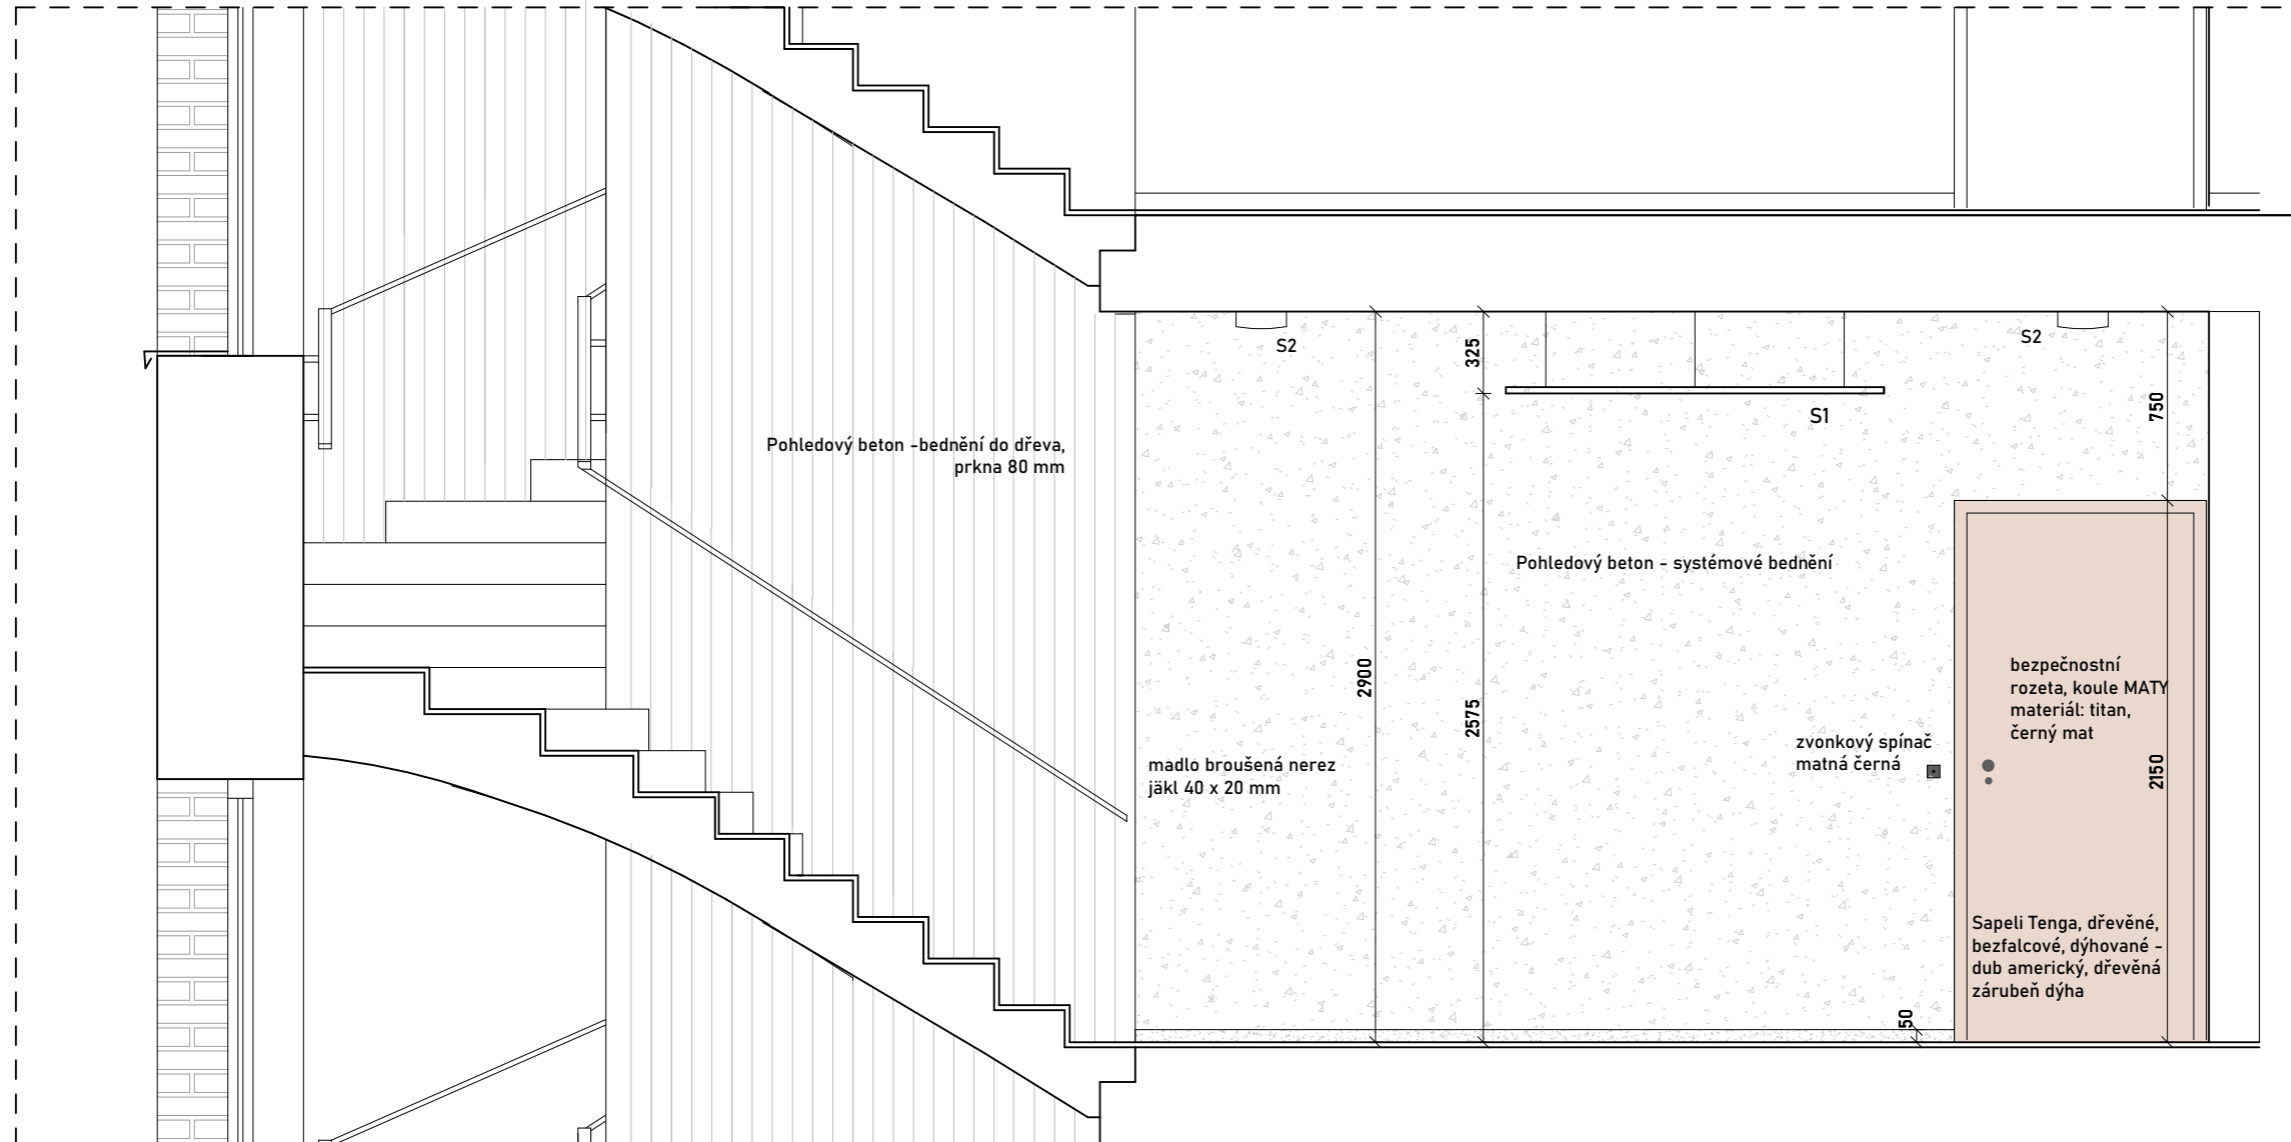 S2
325
S2
S1
750
Pohledový beton -bednění do dřeva,
prkna 80 mm
Pohledový beton - systémové bednění
2900
2575
bezpečnostní
rozeta, koule MATY
materiál: titan,
černý mat
zvonkový spínač
matná černá
madlo broušená nerez
jäkl 40 x 20 mm
2150
Sapeli Tenga, dřevěné,
bezfalcové, dýhované -
dub americký, dřevěná
zárubeň dýha
50